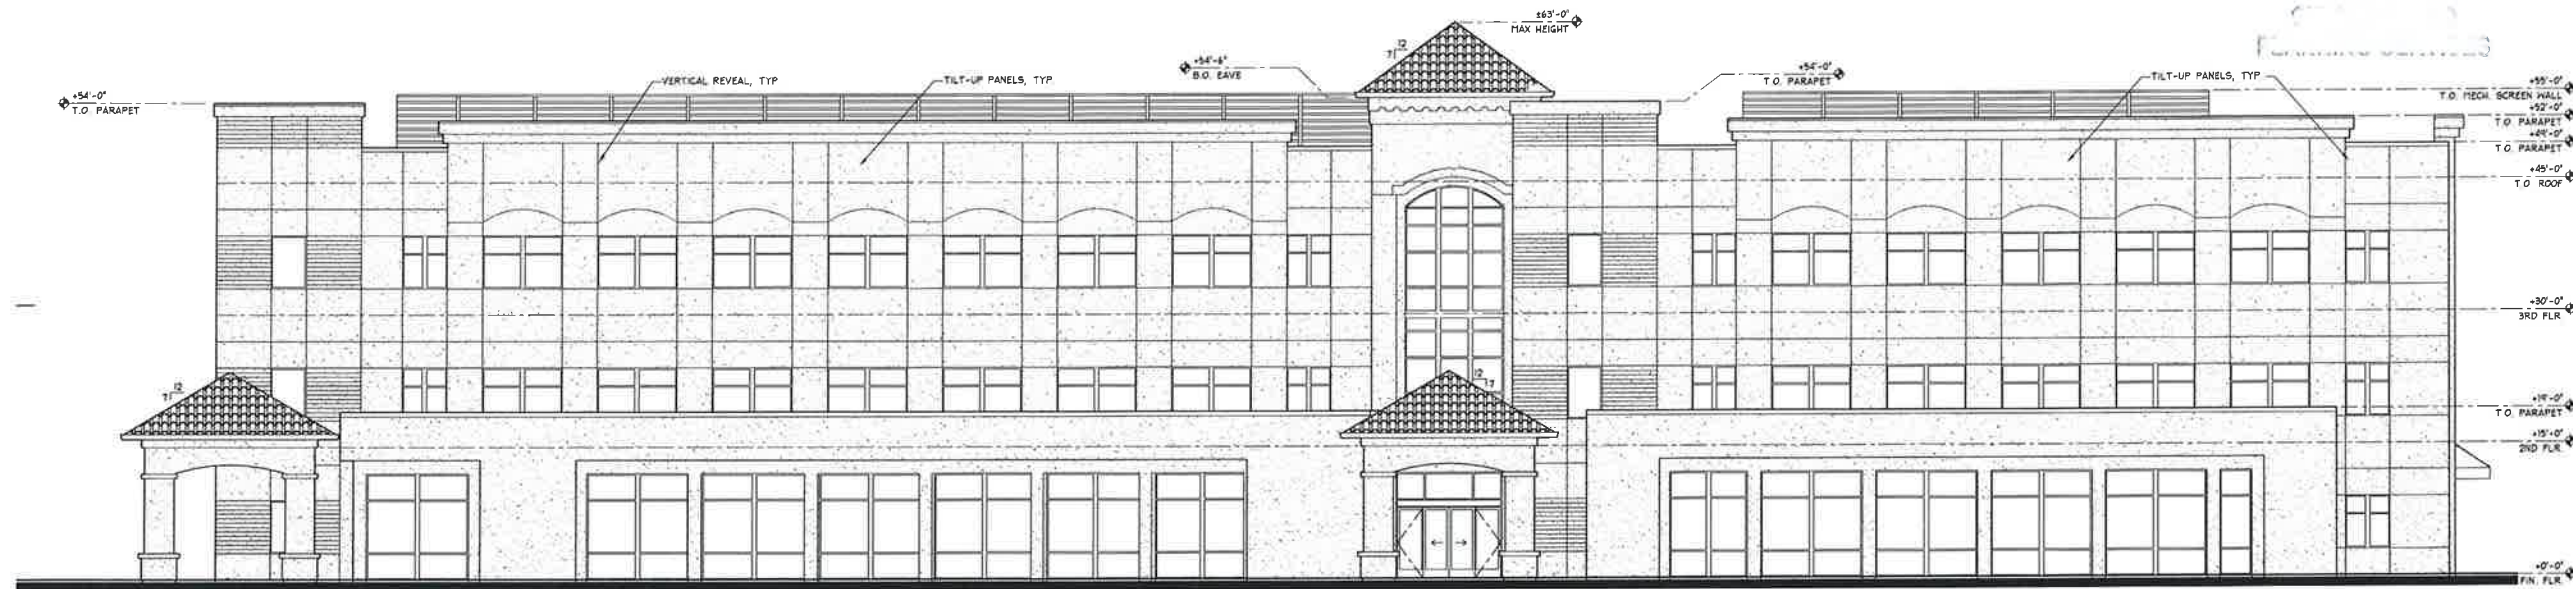 ±63'-0"
MAX HEIGHT
12
7
+54'-6"
B.O. EAVE
VERTICAL REVEAL, TYP
TILT-UP PANELS, TYP
+54'-0"
T.O. PARAPET
+54'-0"
T.O. PARAPET
TILT-UP PANELS, TYP
+55'-0"
T.O. MECH. SCREEN WALL
+52'-0"
T.O. PARAPET
+49'-0"
T.O. PARAPET
+45'-0"
T.O. ROOF
+30'-0"
3RD FLR
12
7
12
7
+19'-0"
T.O. PARAPET
+15'-0"
2ND FLR
+0'-0"
FIN. FLR